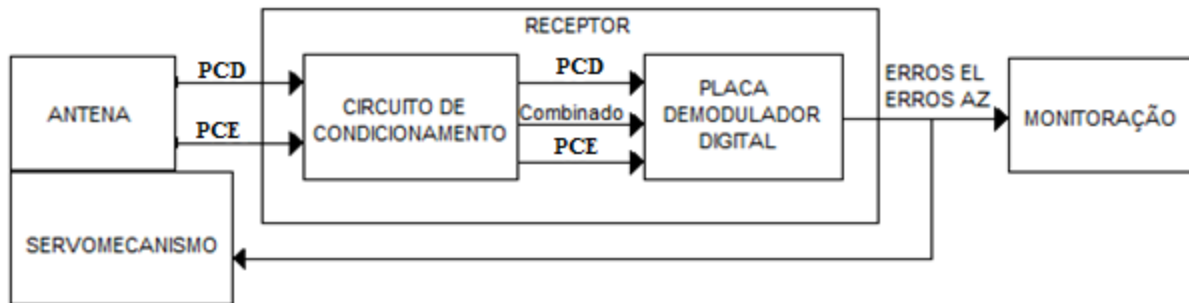 RECEPTOR
ANTENA
PCD
PCE
CIRCUITO DE
CONDICIONAMENTO
PCD
Combinado
PCE
PLACA
DEMODULADOR
DIGITAL
ERROS EL
ERROS AZ
MONITORAÇÃO
SERVOMECANISMO